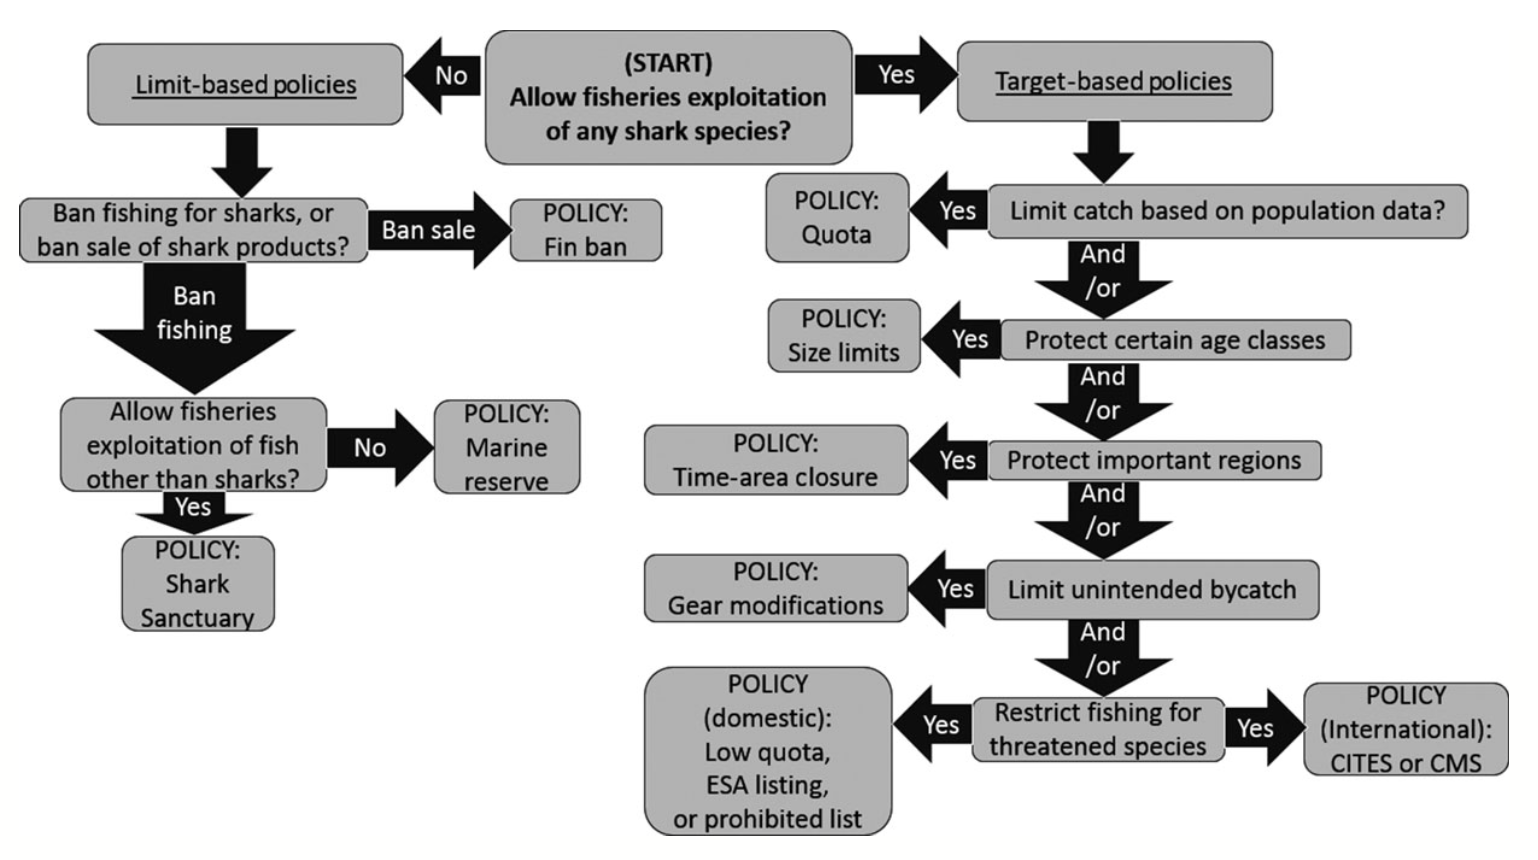 (START)
Allow fisheries exploitation
of any shark species?
No
Yes
Limit-based policies
Ban fishing for sharks, or
ban sale of shark products?
Ban sale
POLICY:
Fin ban
Ban
fishing
Allow fisheries
exploitation of fish
other than sharks?
No
POLICY:
Marine
reserve
Yes
POLICY:
Shark
Sanctuary
Target-based policies
Limit catch based on population data?
Yes
POLICY:
Quota
And
/or
Protect certain age classes
Yes
POLICY:
Size limits
And
/or
Protect important regions
Yes
POLICY:
Time-area closure
And
/or
Limit unintended bycatch
Yes
POLICY:
Gear modifications
And
/or
Restrict fishing for
threatened species
Yes
POLICY
(domestic):
Low quota,
ESA listing,
or prohibited list
Yes
POLICY
(International):
CITES or CMS